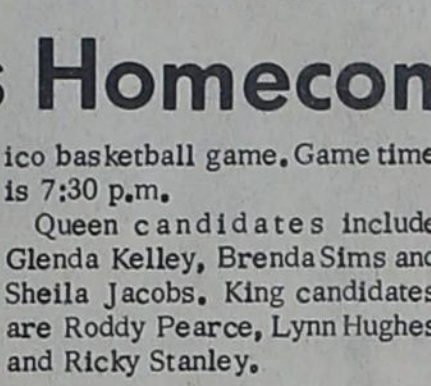 s Homecom
ico basketball game. Game time
is 7:30 p.m.
Queen candidates include
Glenda Kelley, Brenda Sims and
Sheila Jacobs. King candidates
are Roddy Pearce, Lynn Hughes
and Ricky Stanley.